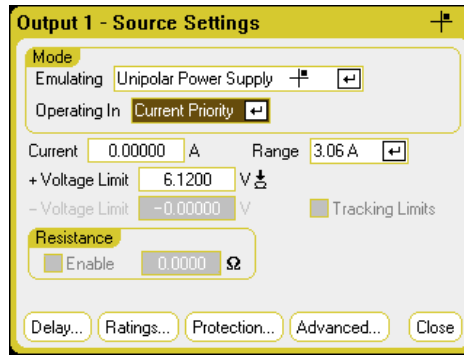 Output 1 - Source Settings
Mode
Emulating Unipolar Power Supply
Operating In Current Priority
Current 0.00000 A Range 3.06 A
+ Voltage Limit 6.1200 V
- Voltage Limit -0.00000 V Tracking Limits
Resistance
Enable 0.0000 Ω
Delay... Ratings... Protection... Advanced... Close